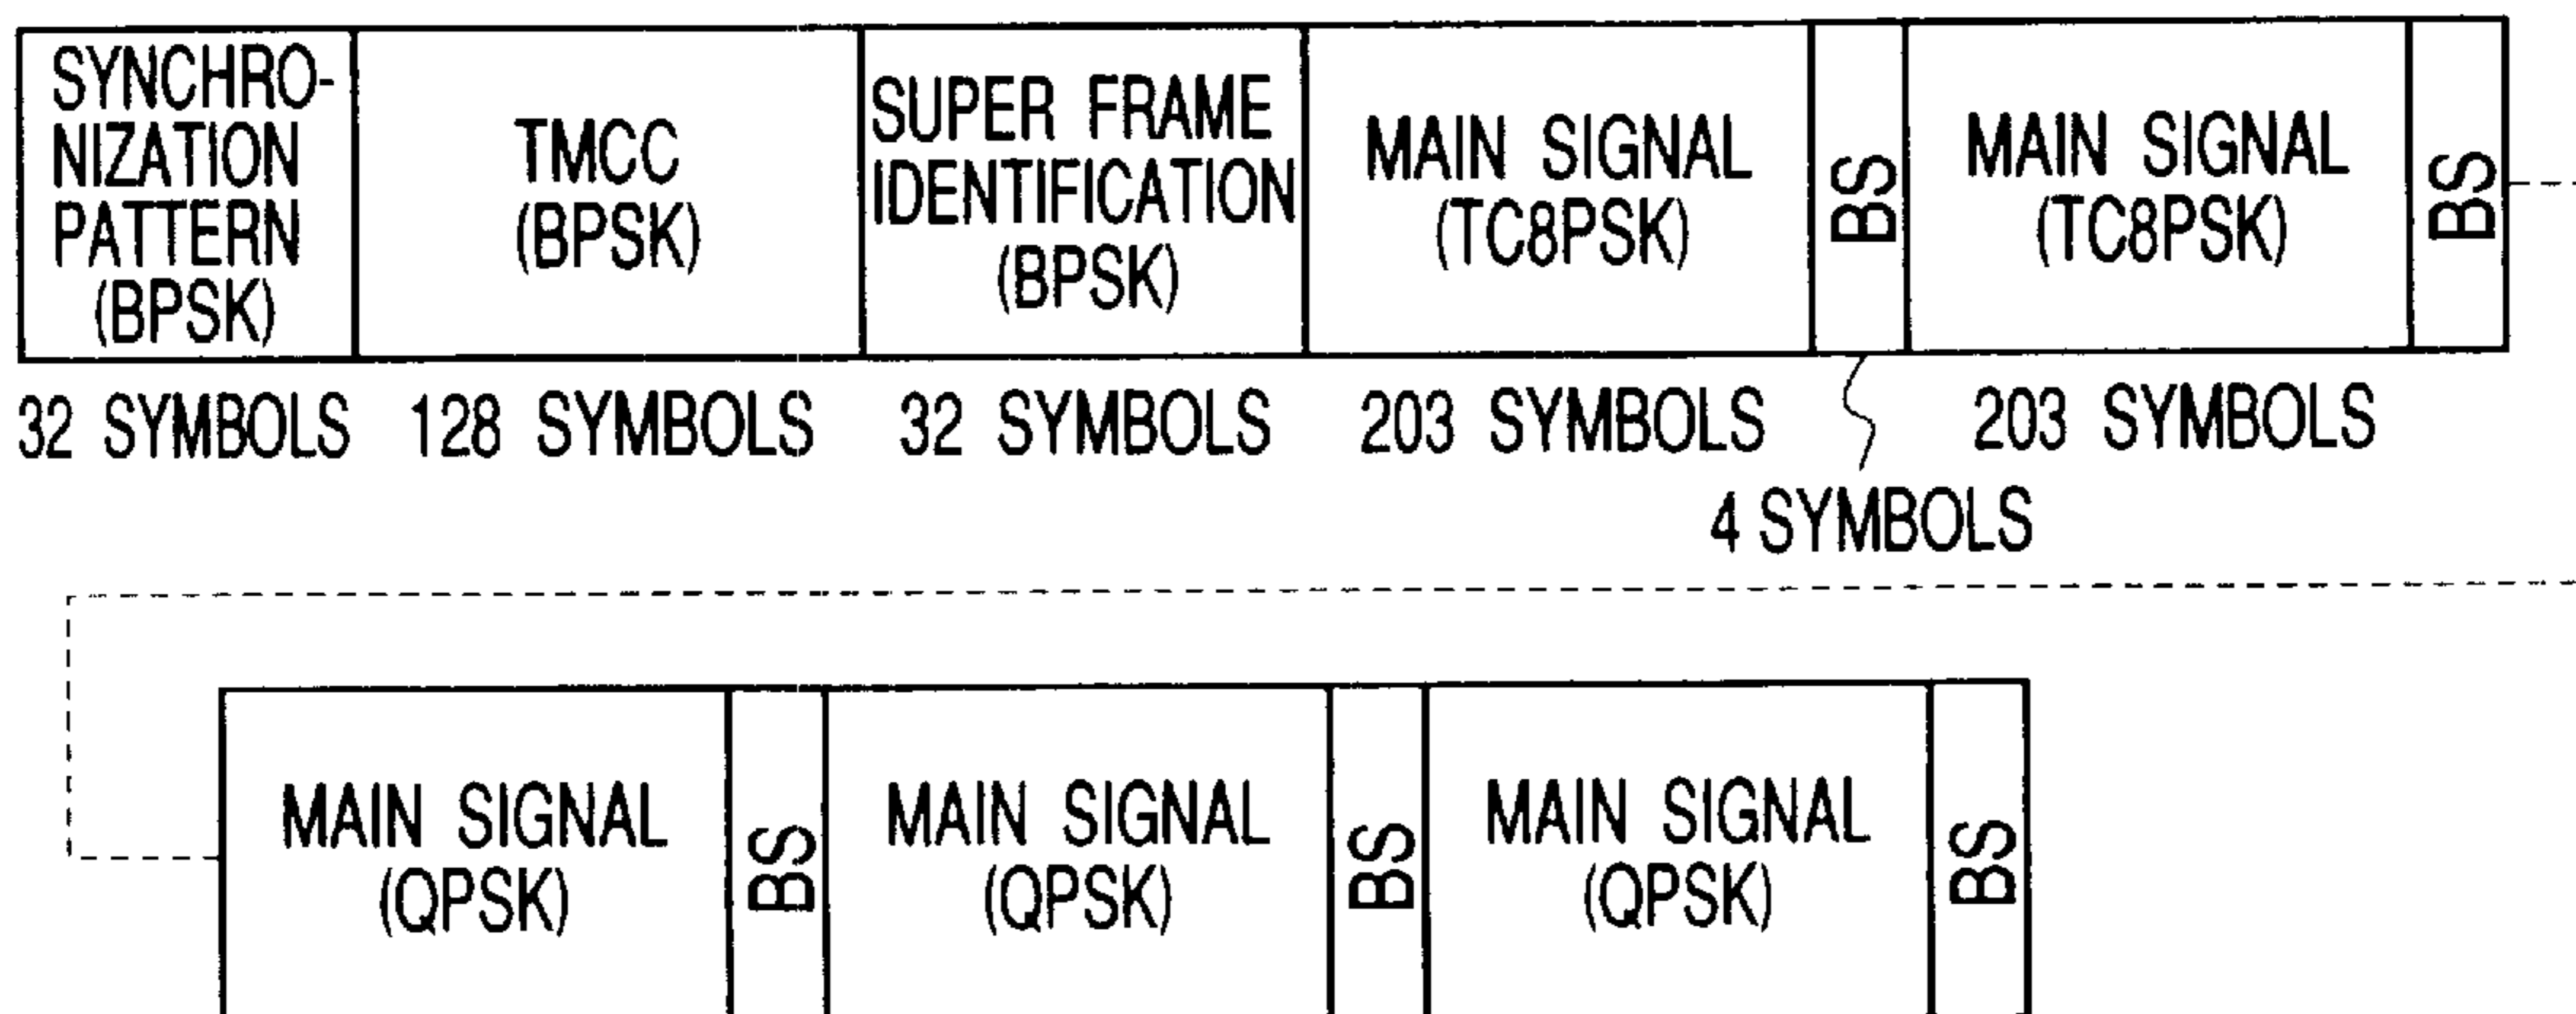 SYNCHRO-
NIZATION
PATTERN
(BPSK)
TMCC
(BPSK)
SUPER FRAME
IDENTIFICATION
(BPSK)
MAIN SIGNAL
(TC8PSK)
BS
MAIN SIGNAL
(TC8PSK)
BS
32 SYMBOLS
128 SYMBOLS
32 SYMBOLS
203 SYMBOLS
203 SYMBOLS
4 SYMBOLS
MAIN SIGNAL
(QPSK)
BS
MAIN SIGNAL
(QPSK)
BS
MAIN SIGNAL
(QPSK)
BS